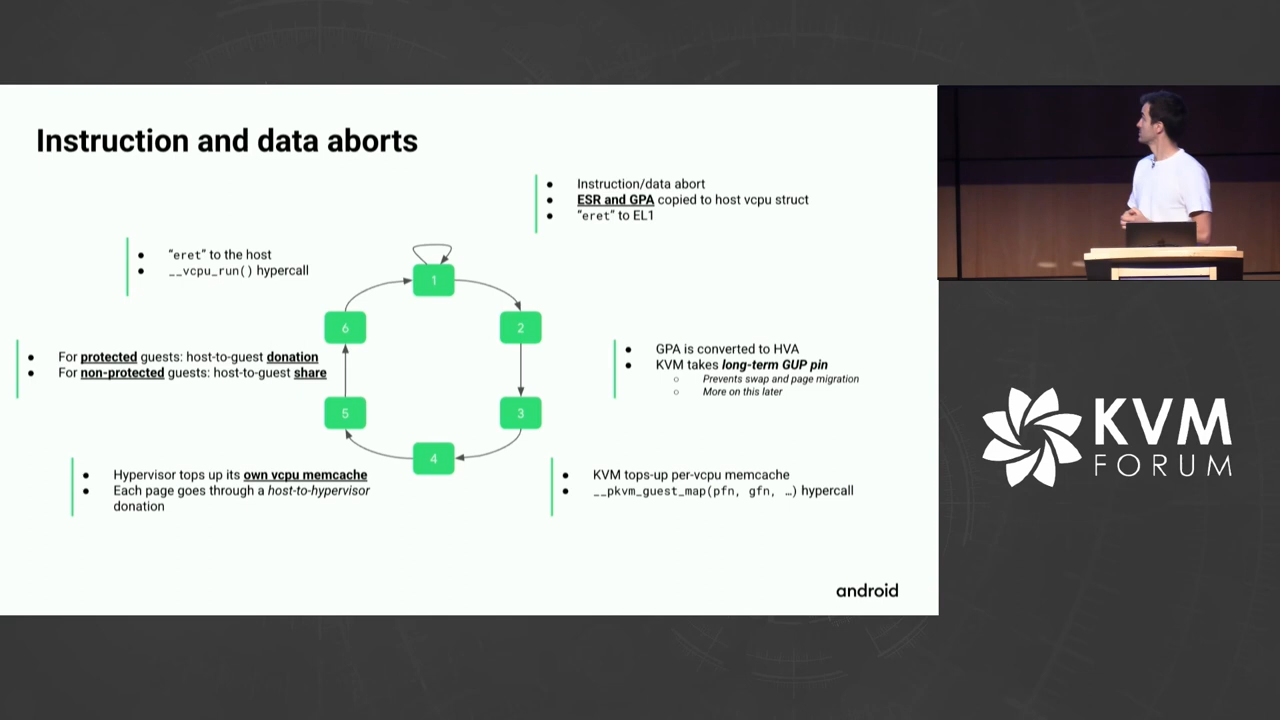 Instruction and data aborts
Instruction/data abort
ESR and GPA copied to host vcpu struct
"eret" to EL1
"eret" to the host
__vcpu_run() hypercall
1
6
2
For protected guests: host-to-guest donation
For non-protected guests: host-to-guest share
GPA is converted to HVA
KVM takes long-term GUP pin
Prevents swap and page migration
More on this later
5
3
4
Hypervisor tops up its own vcpu memcache
Each page goes through a host-to-hypervisor
donation
KVM tops-up per-vcpu memcache
__pkvm_guest_map(pfn, gfn, …) hypercall
android
KVM
FORUM